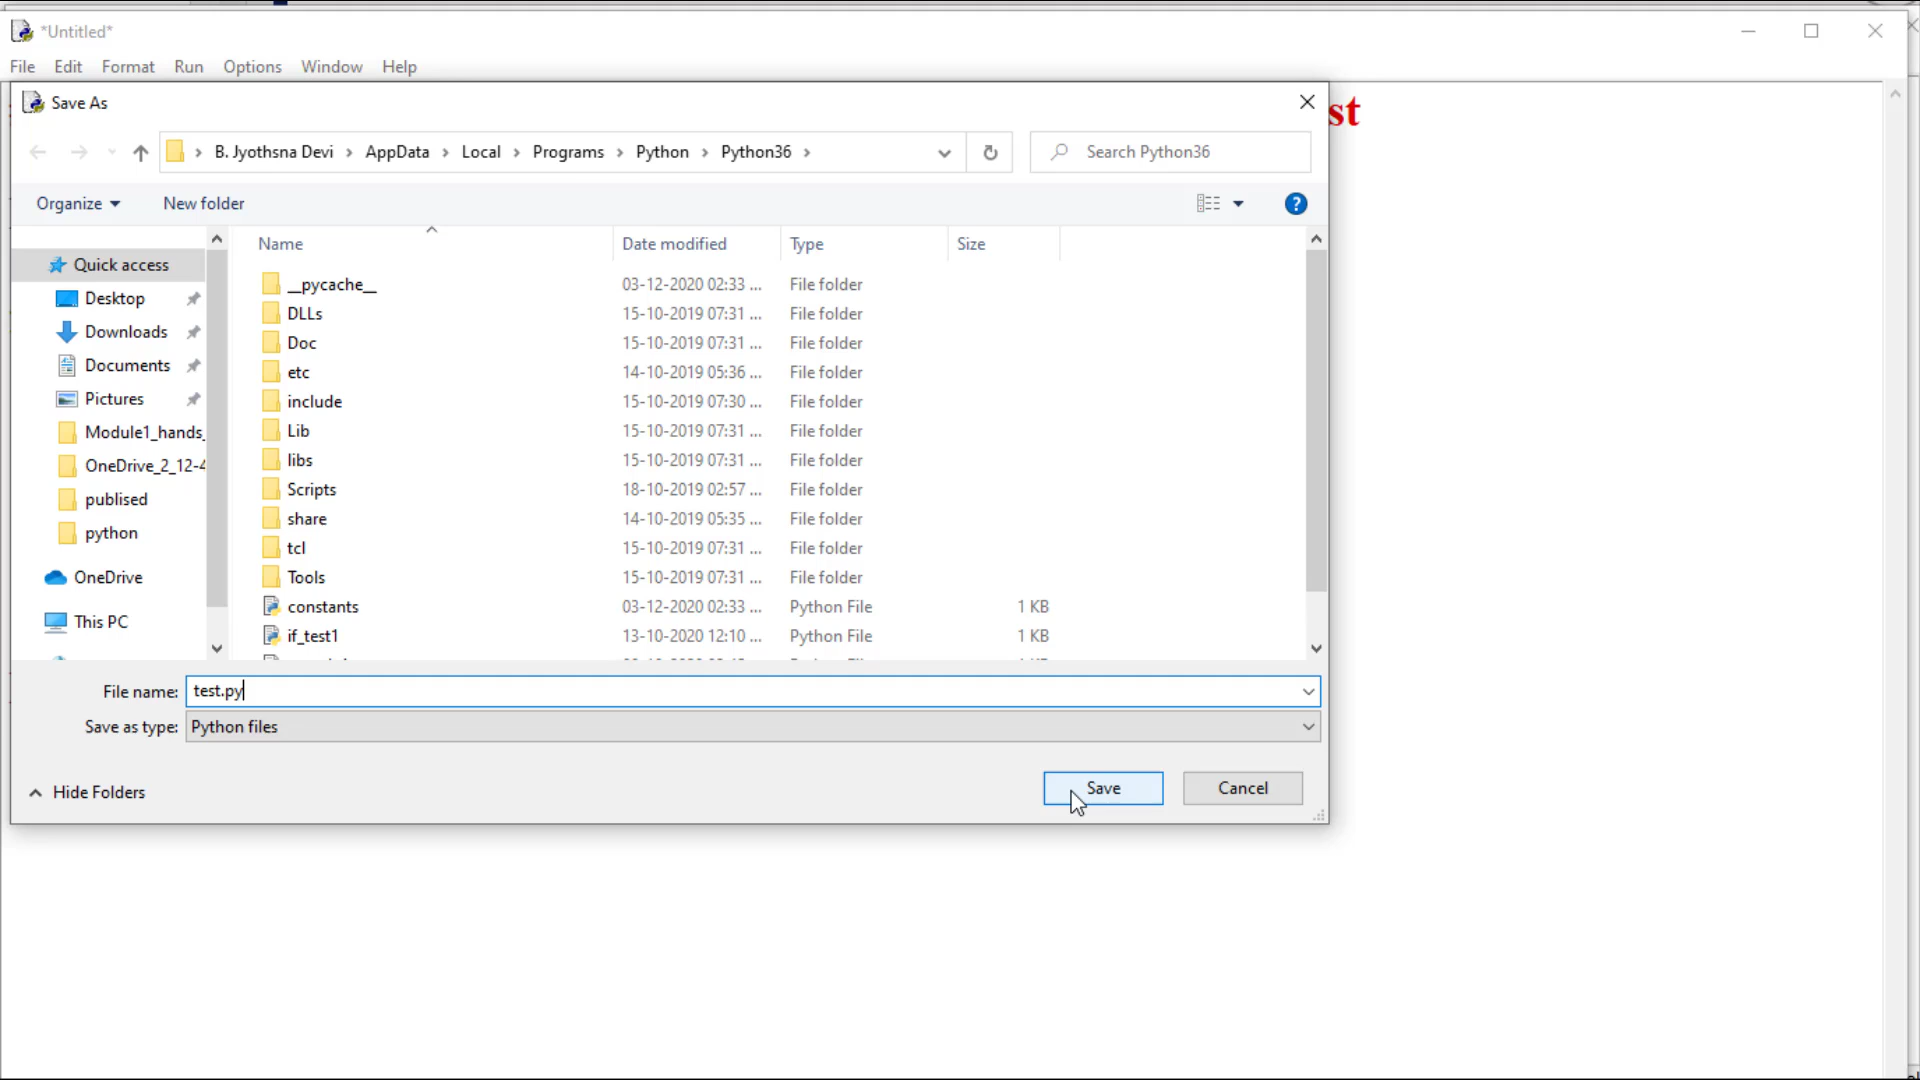 *Untitled*
File Edit Format Run Options Window Help
Save As
st
B. Jyothsna Devi › AppData › Local › Programs › Python › Python36 ›
Search Python36
Organize
New folder
Name Date modified Type Size
Quick access
Desktop
Downloads
Documents
Pictures
Module1_hands_
OneDrive_2_12-4
publised
python
OneDrive
This PC
__pycache__ 03-12-2020 02:33 ... File folder
DLLs 15-10-2019 07:31 ... File folder
Doc 15-10-2019 07:31 ... File folder
etc 14-10-2019 05:36 ... File folder
include 15-10-2019 07:30 ... File folder
Lib 15-10-2019 07:31 ... File folder
libs 15-10-2019 07:31 ... File folder
Scripts 18-10-2019 02:57 ... File folder
share 14-10-2019 05:35 ... File folder
tcl 15-10-2019 07:31 ... File folder
Tools 15-10-2019 07:31 ... File folder
constants 03-12-2020 02:33 ... Python File 1 KB
if_test1 13-10-2020 12:10 ... Python File 1 KB
File name: test.py
Save as type: Python files
Hide Folders
Save
Cancel